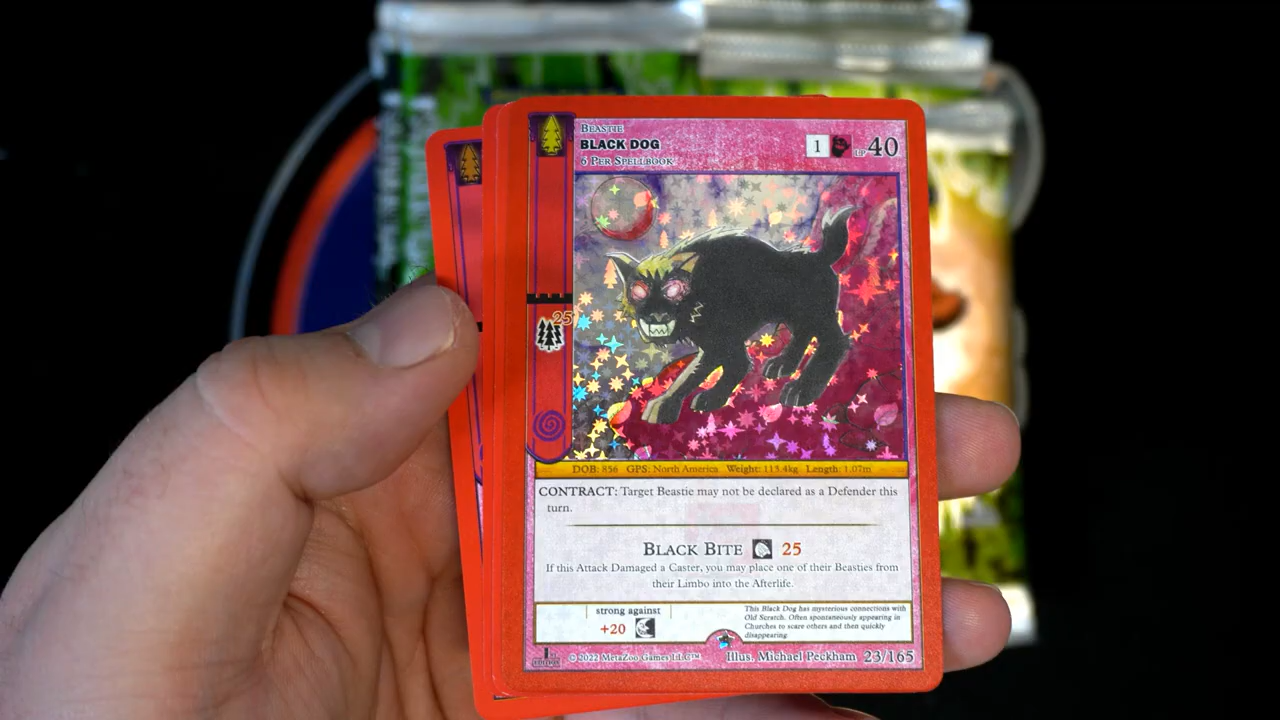 BEASTIE
BLACK DOG
6 PER SPELLBOOK
1 LP 40
25
DOB: 856 GPS: North America Weight: 113.4kg Length: 1.07m
CONTRACT: Target Beastie may not be declared as a Defender this
turn.
BLACK BITE 25
If this Attack Damaged a Caster, you may place one of their Beasties from
their Limbo into the Afterlife.
strong against
+20
This Black Dog has mysterious connections with
Old Scratch. Often spontaneously appearing in
Churches to scare others and then quickly
disappearing.
1st EDITION © 2022 MetaZoo Games LLC™ Illus. Michael Peckham 23/165